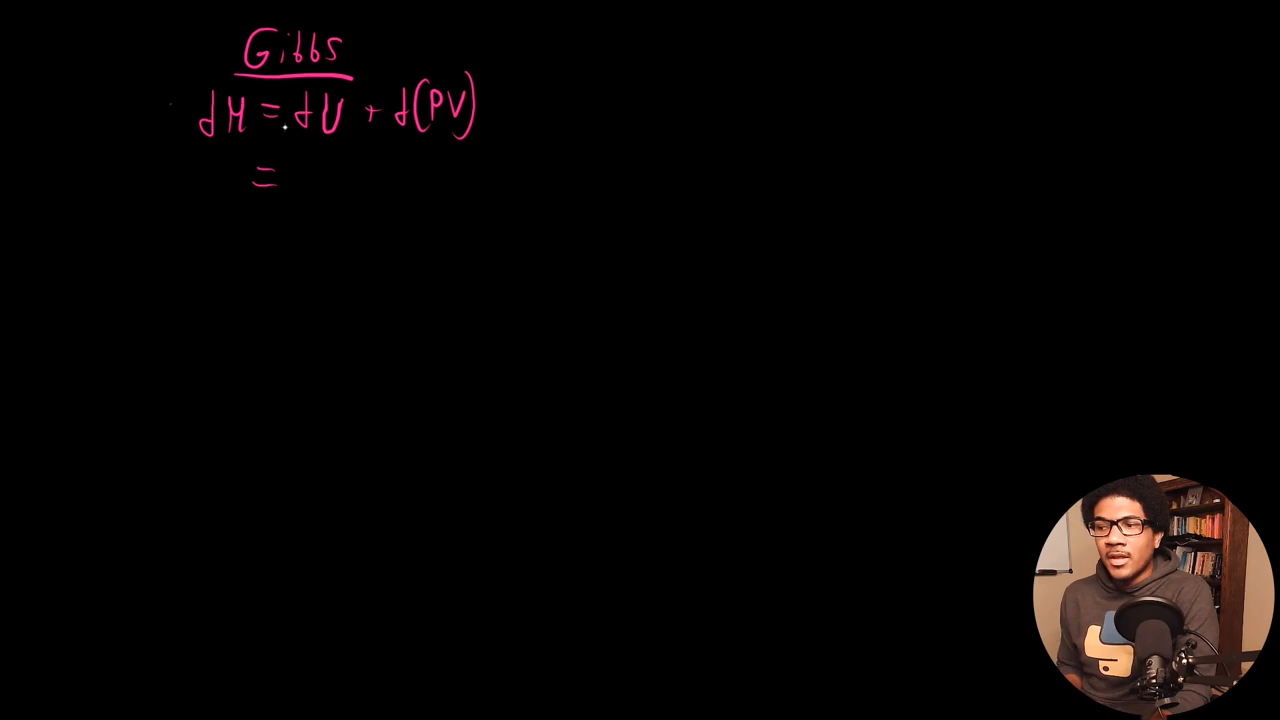 Gibbs
dH = dU + d(PV)
=